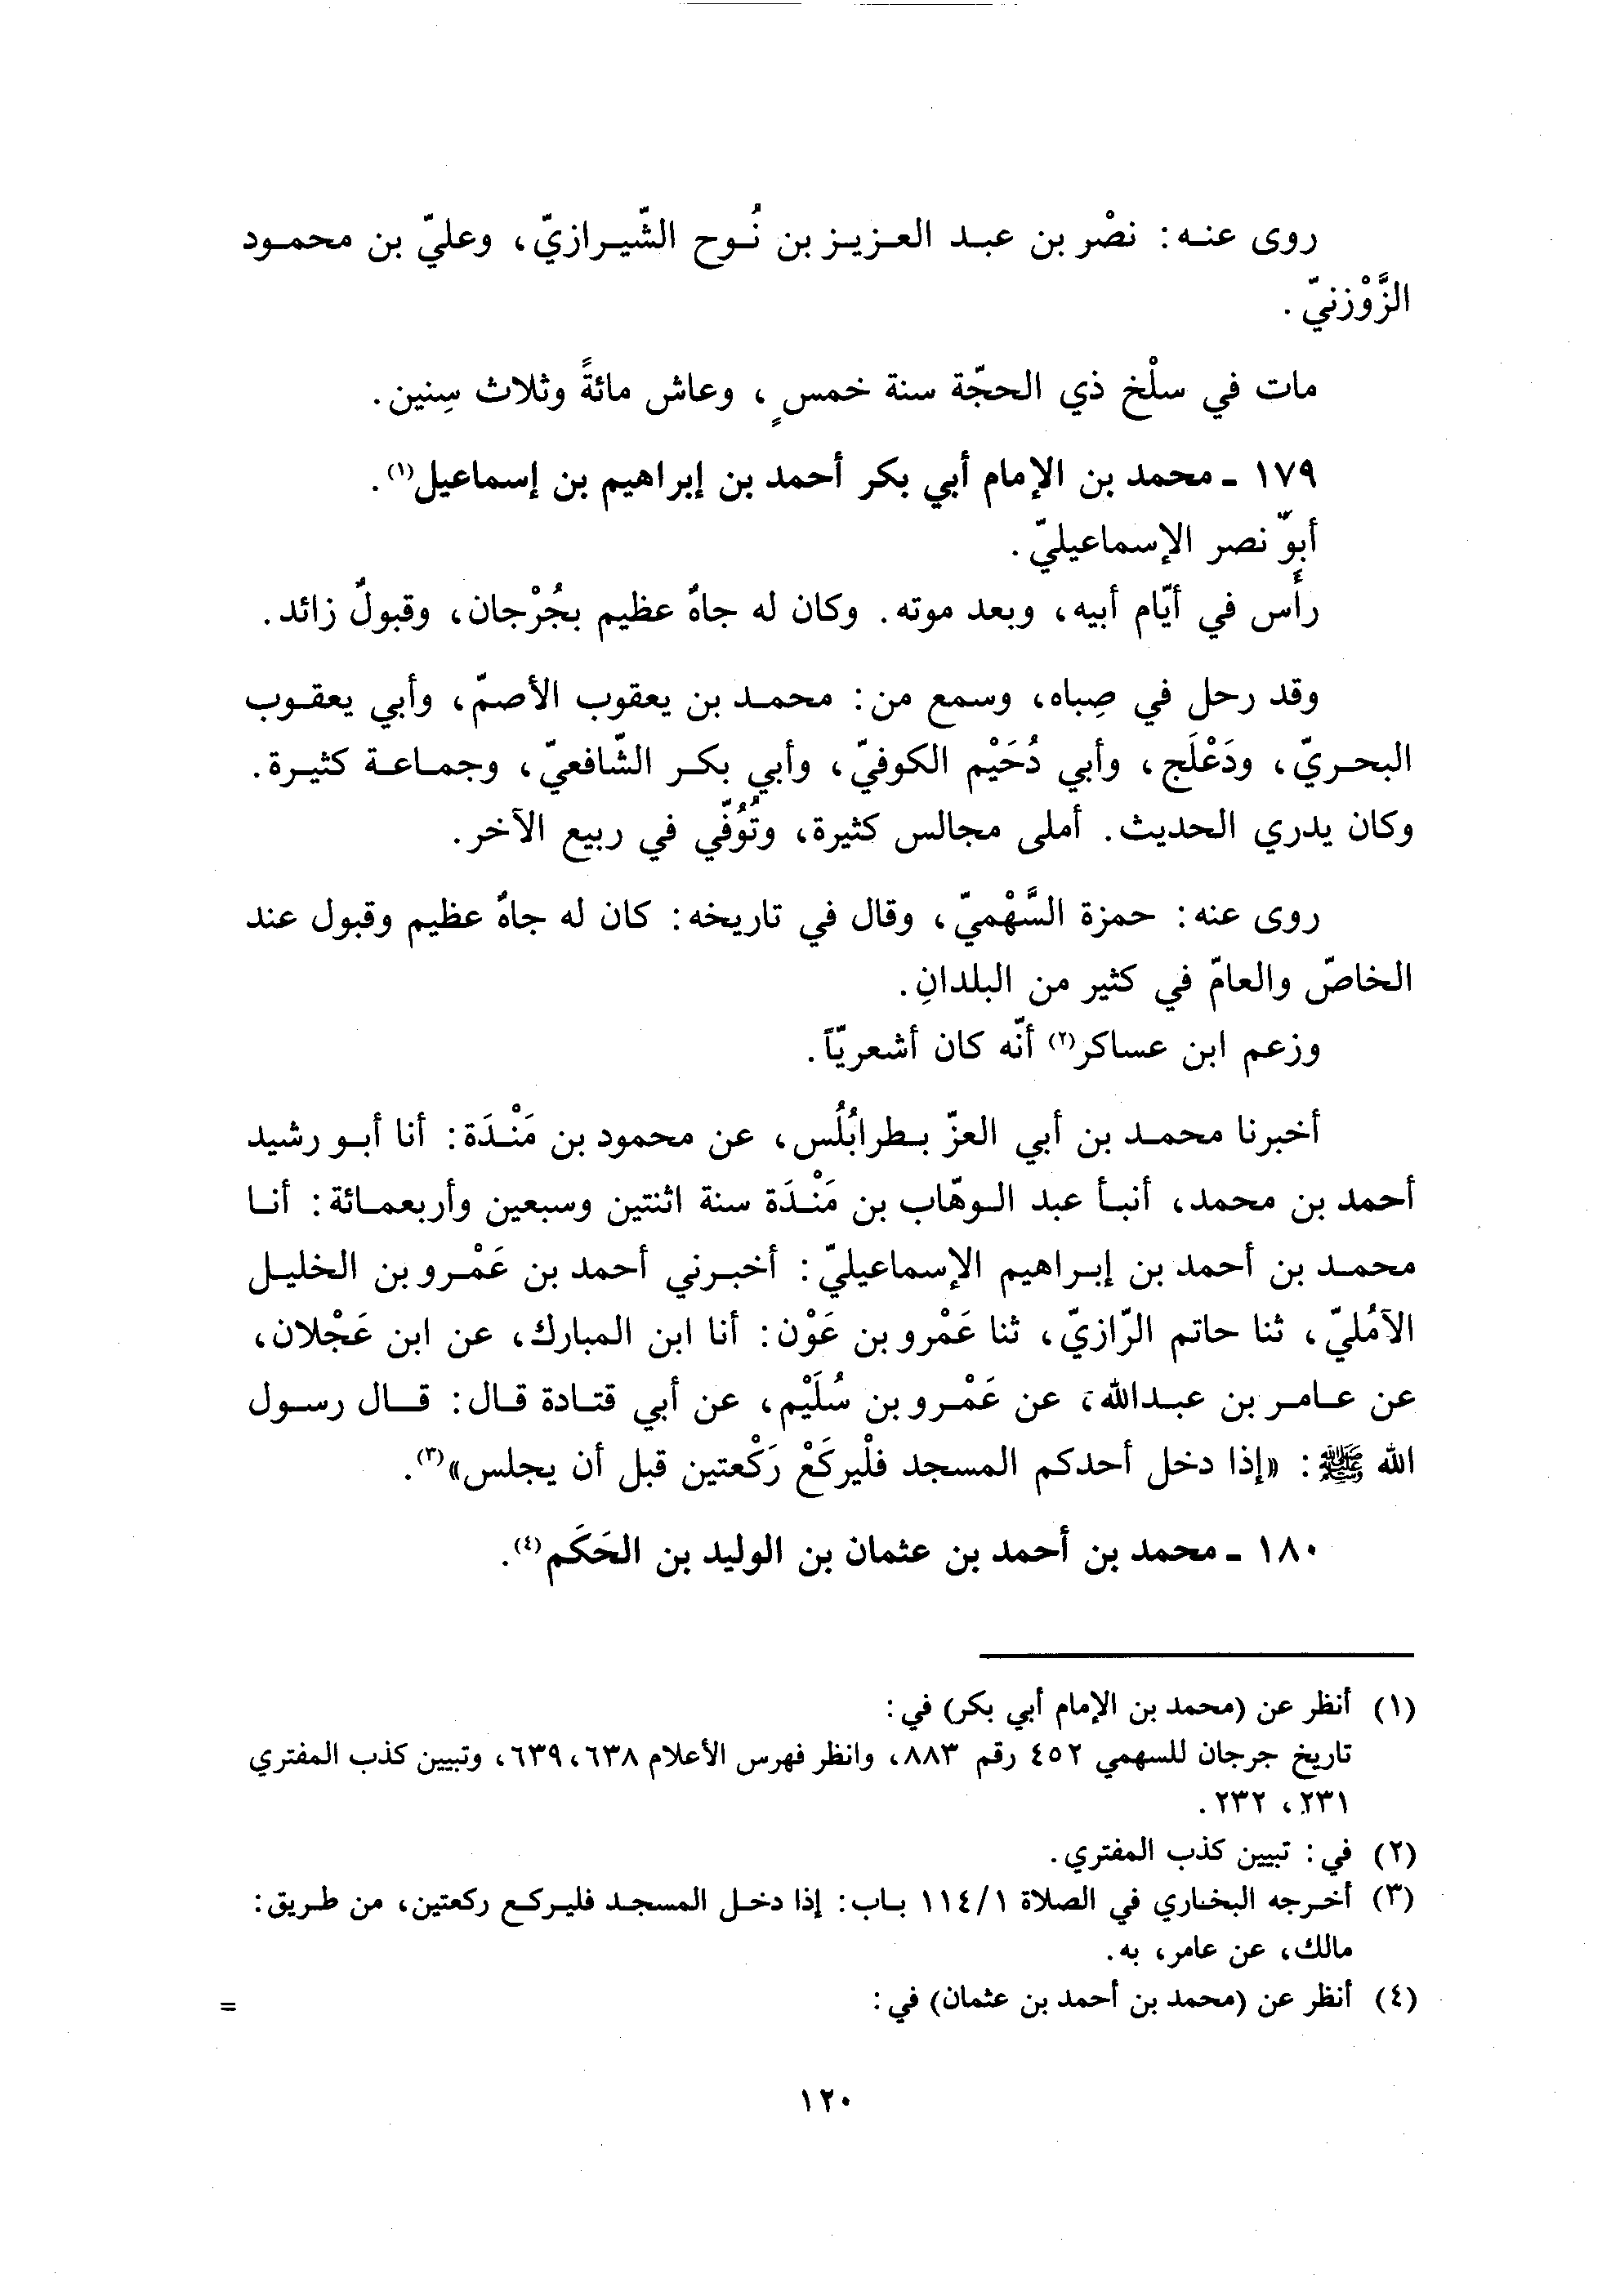 روى عنه: نصْر بن عبد العزيز بن نُوح الشّيرازيّ، وعليّ بن محمود
الزَّوْزنيّ.
مات في سلْخ ذي الحجّة سنة خمسٍ، وعاش مائةً وثلاث سِنين.
١٧٩ ـ محمد بن الإمام أبي بكر أحمد بن إبراهيم بن إسماعيل(١).
أبوّ نصر الإسماعيليّ.
رأَس في أيّام أبيه، وبعد موته. وكان له جاهٌ عظيم بجُرْجان، وقبولٌ زائد.
وقد رحل في صِباه، وسمع من: محمد بن يعقوب الأصمّ، وأبي يعقوب
البحريّ، ودَعْلَج، وأبي دُحَيْم الكوفيّ، وأبي بكر الشّافعيّ، وجماعة كثيرة.
وكان يدري الحديث. أملى مجالس كثيرة، وتُوُفّي في ربيع الآخر.
روى عنه: حمزة السَّهْميّ، وقال في تاريخه: كان له جاهٌ عظيم وقبول عند
الخاصّ والعامّ في كثير من البلدانِ.
وزعم ابن عساكر(٢) أنّه كان أشعريّاً.
أخبرنا محمد بن أبي العزّ بطرابُلُس، عن محمود بن مَنْدَة: أنا أبو رشيد
أحمد بن محمد، أنبأ عبد الوهّاب بن مَنْدَة سنة اثنتين وسبعين وأربعمائة: أنا
محمد بن أحمد بن إبراهيم الإسماعيليّ: أخبرني أحمد بن عَمْرو بن الخليل
الآمُليّ، ثنا حاتم الرّازيّ، ثنا عَمْرو بن عَوْن: أنا ابن المبارك، عن ابن عَجْلان،
عن عامر بن عبدالله، عن عَمْرو بن سُلَيْم، عن أبي قتادة قال: قال رسول
الله ﷺ: «إذا دخل أحدكم المسجد فلْيركَعْ رَكْعتين قبل أن يجلس»(٣).
١٨٠ ـ محمد بن أحمد بن عثمان بن الوليد بن الحَكَم(٤).
(١) أنظر عن (محمد بن الإمام أبي بكر) في:
تاريخ جرجان للسهمي ٤٥٢ رقم ٨٨٣، وانظر فهرس الأعلام ٦٣٨، ٦٣٩، وتبيين كذب المفتري
٢٣١، ٢٣٢.
(٢) في: تبيين كذب المفتري.
(٣) أخرجه البخاري في الصلاة ١/١١٤ باب: إذا دخل المسجد فليركع ركعتين، من طريق:
مالك، عن عامر، به.
(٤) أنظر عن (محمد بن أحمد بن عثمان) في: =
١٢٠